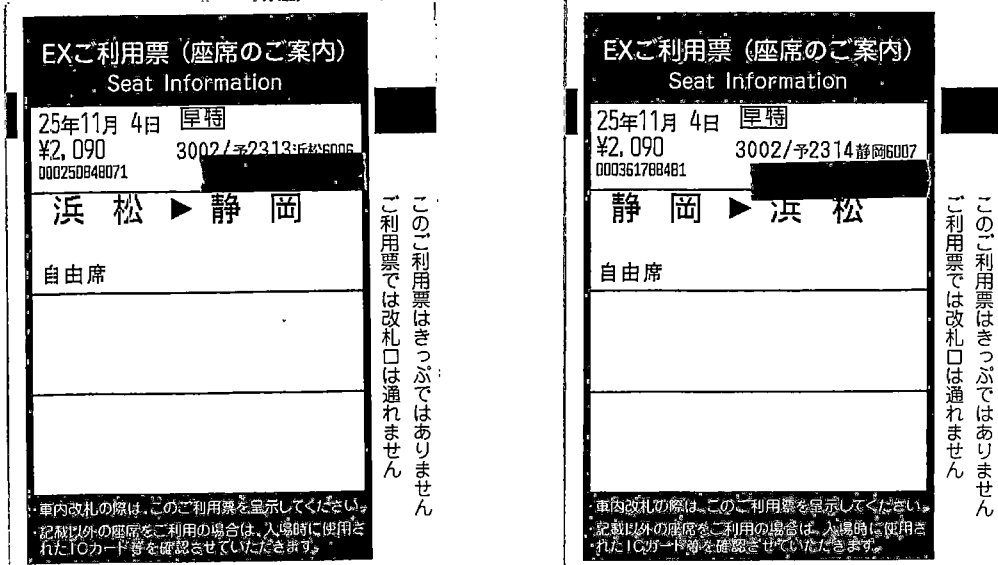 EXご利用票（座席のご案内）
Seat Information
25年11月 4日 早特
¥2,090 3002/予2313浜松6006
000250848071
浜 松 ▶ 静 岡
自由席
車内改札の際は、このご利用票を呈示してください。
記載以外の座席をご利用の場合は、入場時に使用さ
れたICカード等を確認させていただきます。
このご利用票はきっぷではありません
ご利用票では改札口は通れません
EXご利用票（座席のご案内）
Seat Information
25年11月 4日 早特
¥2,090 3002/予2314静岡6007
000361788481
静 岡 ▶ 浜 松
自由席
車内改札の際は、このご利用票を呈示してください。
記載以外の座席をご利用の場合は、入場時に使用さ
れたICカード等を確認させていただきます。
このご利用票はきっぷではありません
ご利用票では改札口は通れません